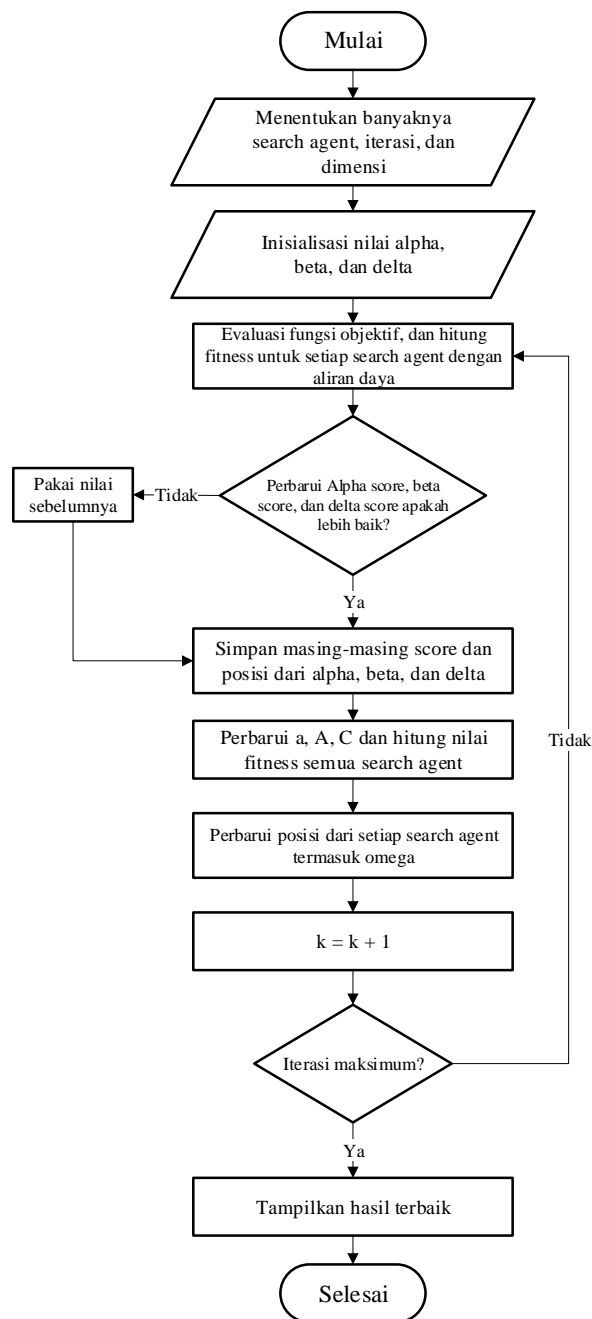 Mulai
Menentukan banyaknya
search agent, iterasi, dan
dimensi
Inisialisasi nilai alpha,
beta, dan delta
Evaluasi fungsi objektif, dan hitung
fitness untuk setiap search agent dengan
aliran daya
Perbarui Alpha score, beta
score, dan delta score apakah
lebih baik?
Tidak
Pakai nilai
sebelumnya
Ya
Simpan masing-masing score dan
posisi dari alpha, beta, dan delta
Perbarui a, A, C dan hitung nilai
fitness semua search agent
Tidak
Perbarui posisi dari setiap search agent
termasuk omega
k = k + 1
Iterasi maksimum?
Ya
Tampilkan hasil terbaik
Selesai